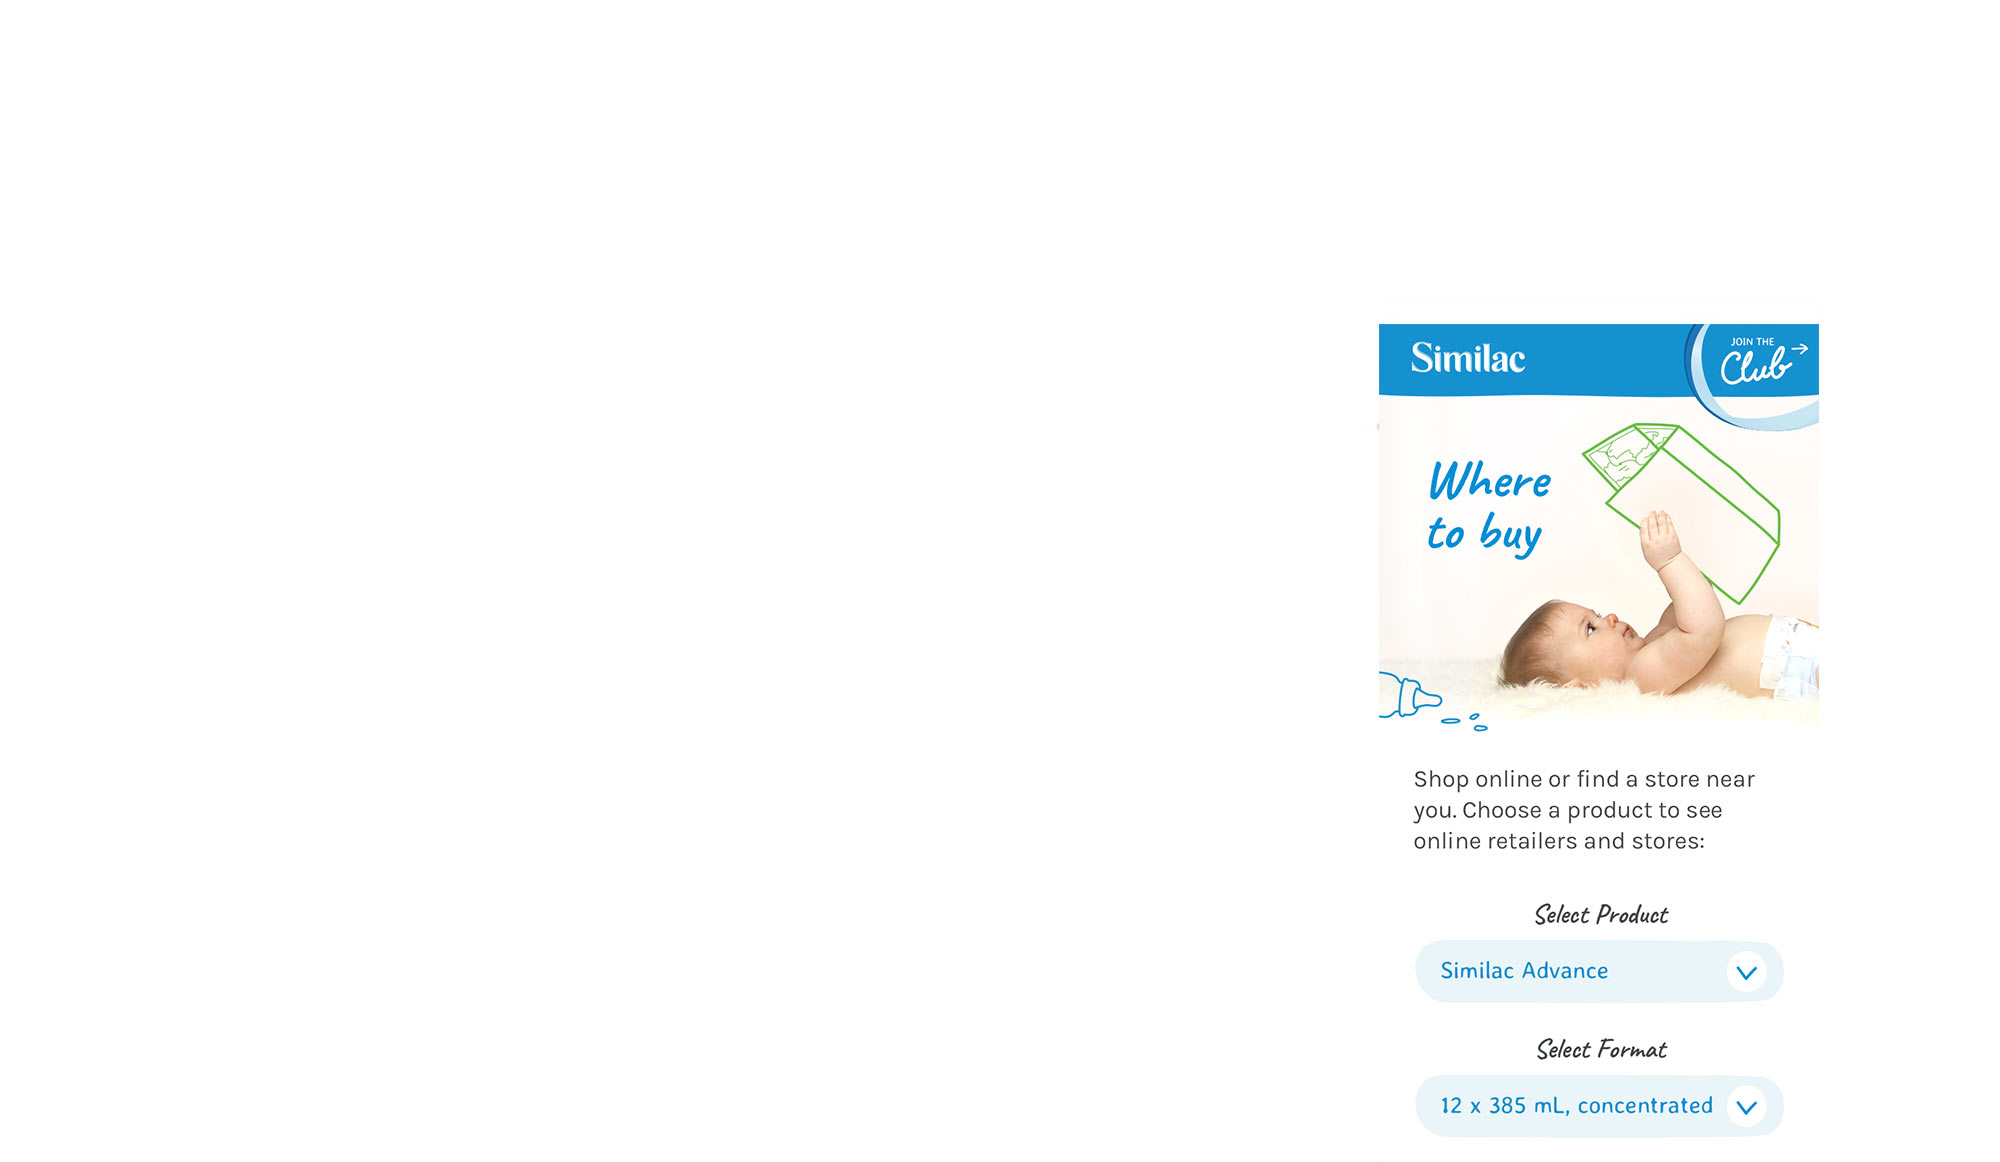 Similac
JOIN THE
Club
Where
to buy
Shop online or find a store near
you. Choose a product to see
online retailers and stores:
Select Product
Similac Advance
Select Format
12 x 385 mL, concentrated